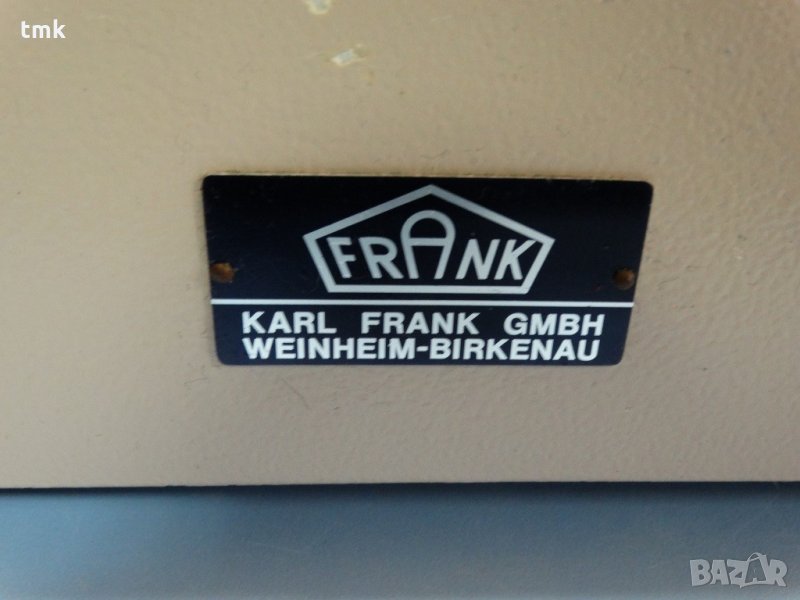 tmk
FRANK
KARL FRANK GMBH
WEINHEIM-BIRKENAU
BAZAR